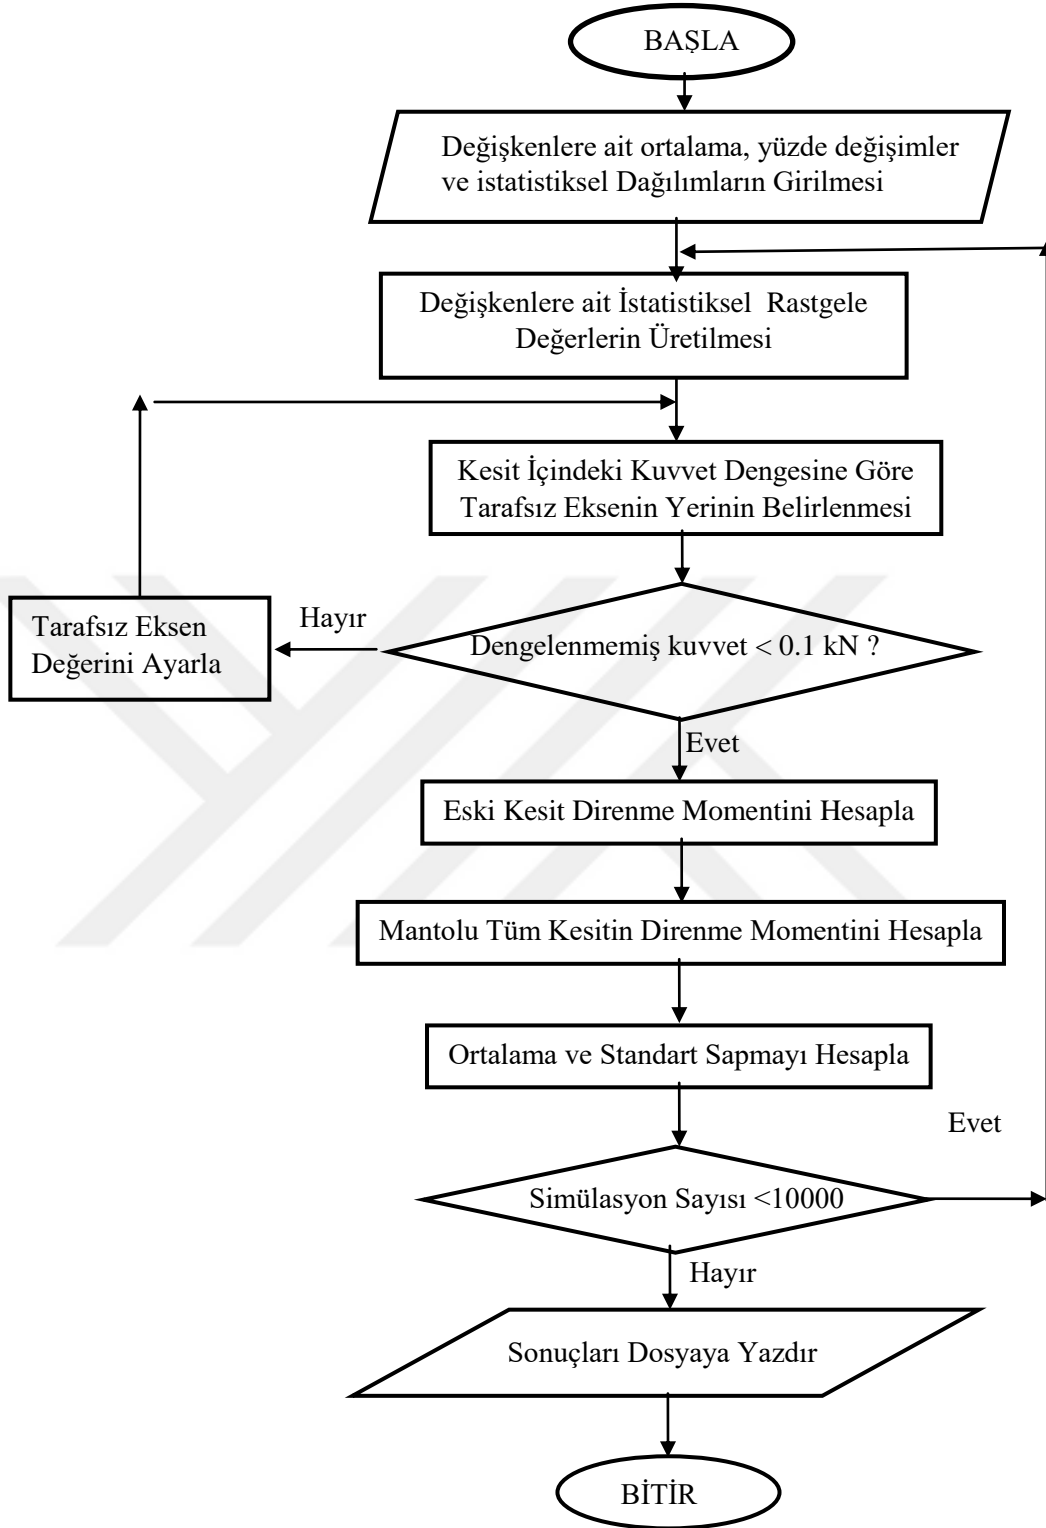 BAŞLA
Değişkenlere ait ortalama, yüzde değişimler
ve istatistiksel Dağılımların Girilmesi
Değişkenlere ait İstatistiksel Rastgele
Değerlerin Üretilmesi
Kesit İçindeki Kuvvet Dengesine Göre
Tarafsız Eksenin Yerinin Belirlenmesi
Hayır
Tarafsız Eksen
Değerini Ayarla
Dengelenmemiş kuvvet < 0.1 kN ?
Evet
Eski Kesit Direnme Momentini Hesapla
Mantolu Tüm Kesitin Direnme Momentini Hesapla
Ortalama ve Standart Sapmayı Hesapla
Evet
Simülasyon Sayısı <10000
Hayır
Sonuçları Dosyaya Yazdır
BİTİR